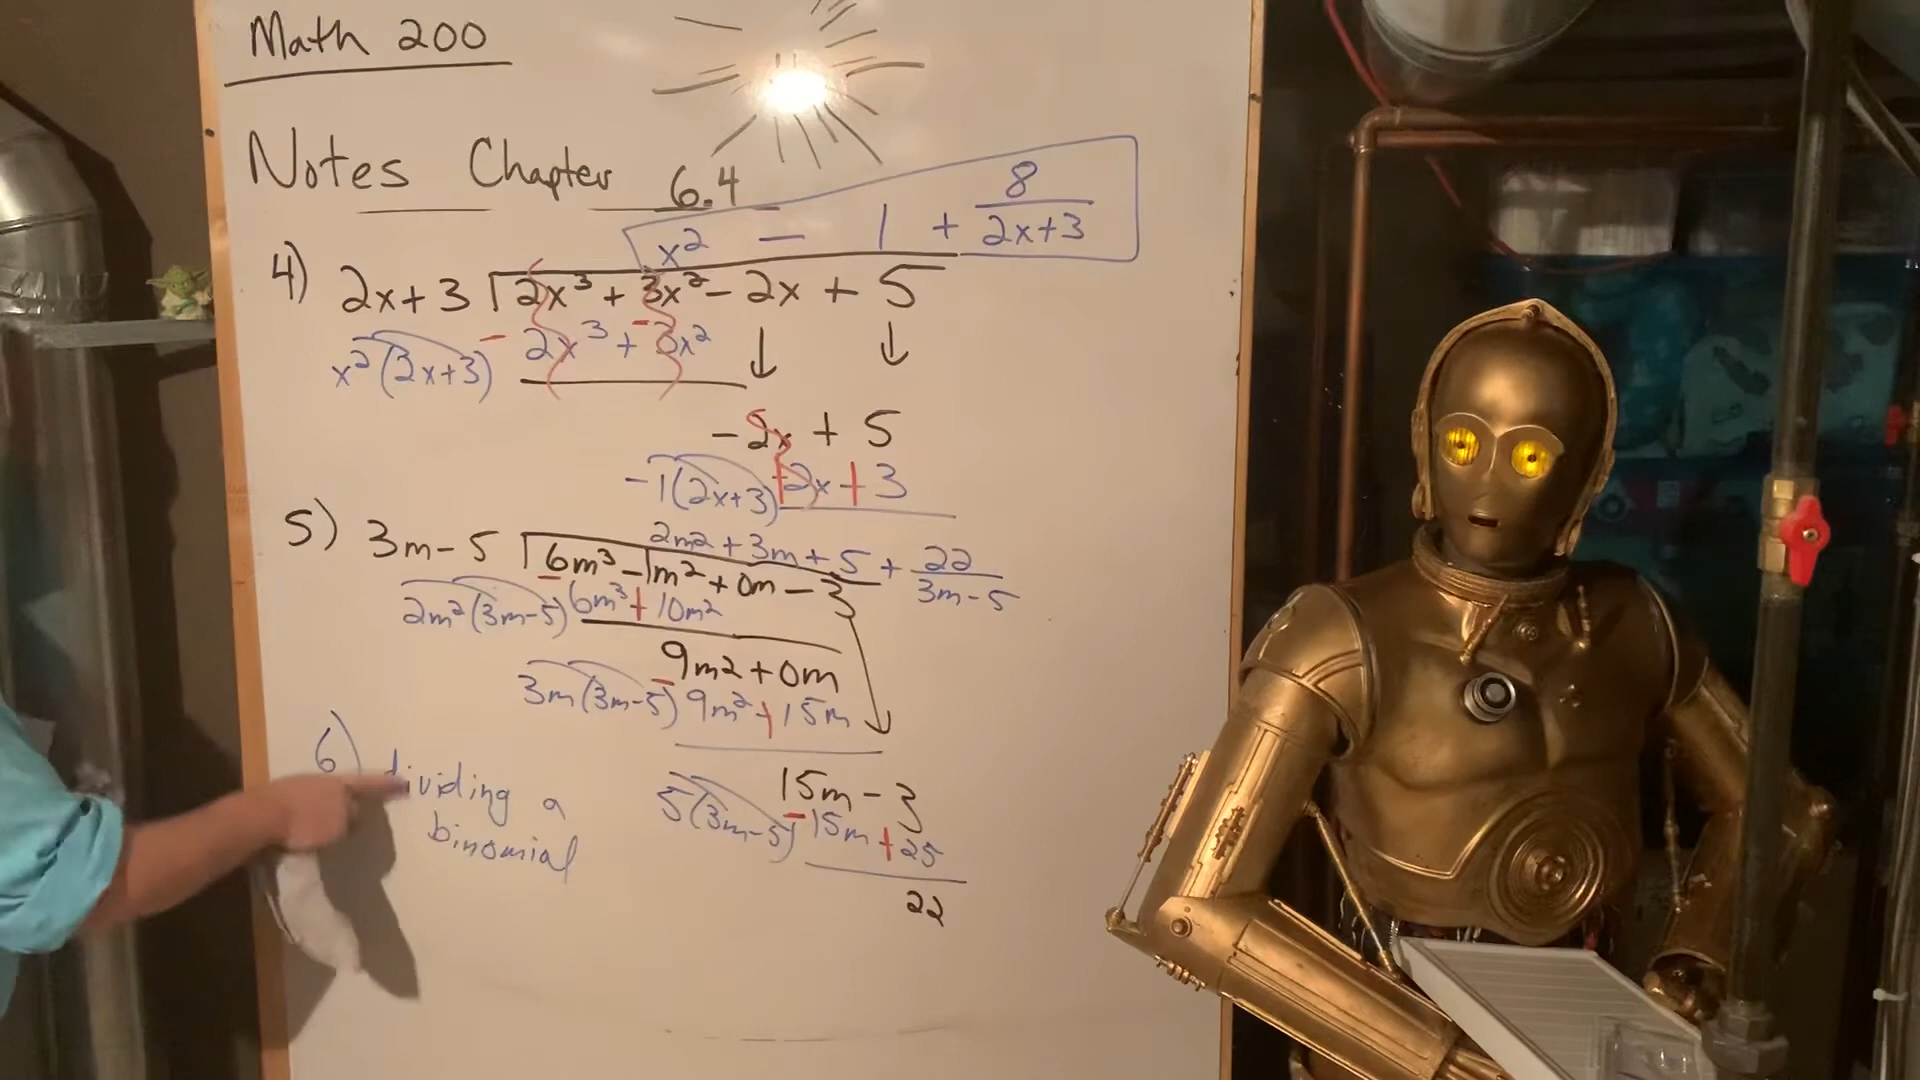 Math 200
Notes Chapter 6.4
x² - 1 + 8/(2x+3)
4) 2x+3 2x³ + 3x² - 2x + 5
x²(2x+3) - 2x³ + - 3x²
-2x + 5
-1(2x+3) +2x + 3
2m² + 3m + 5 + 22/(3m-5)
5) 3m-5 6m³ - 1m² + 0m - 3
2m²(3m-5) - 6m³ + 10m²
9m² + 0m
3m(3m-5) - 9m² + 15m
15m - 3
5(3m-5) - 15m + 25
22
6) dividing a
binomial